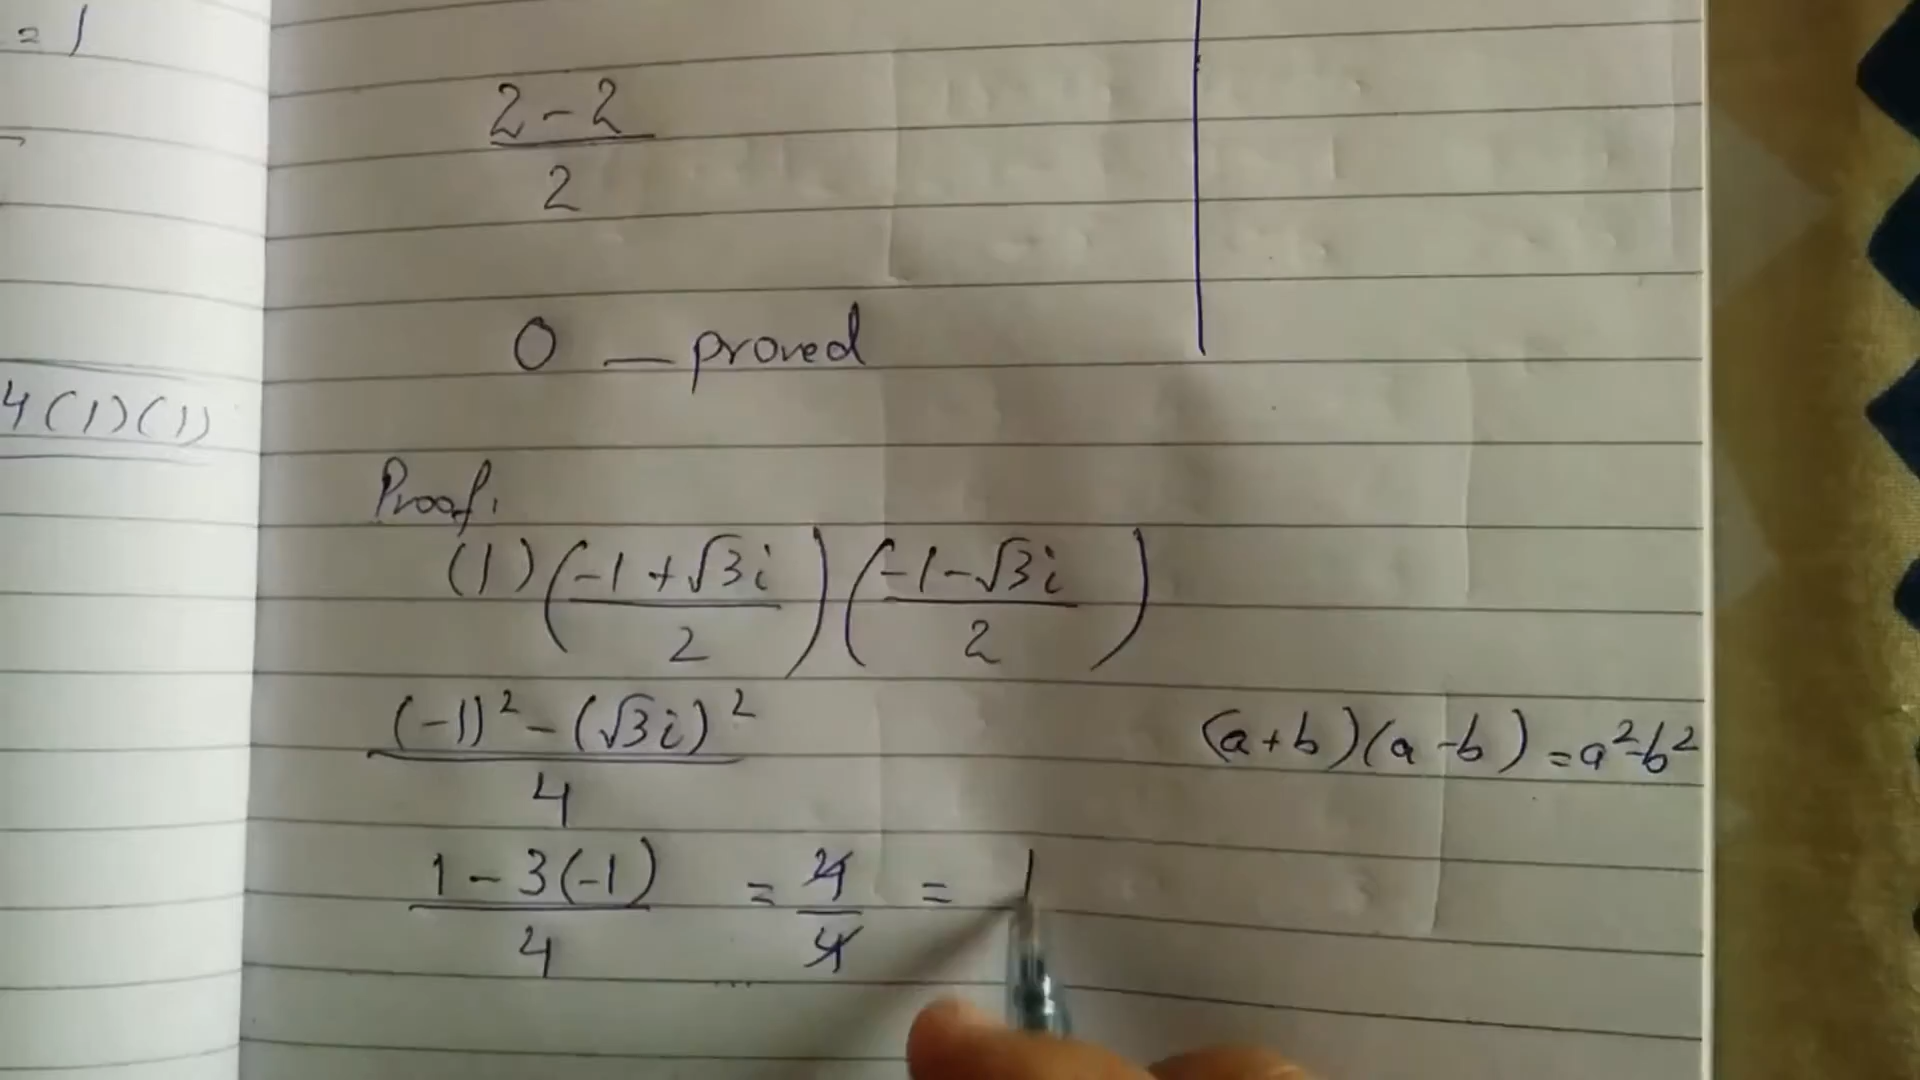 = 1
4(1)(1)
2 - 2
2
0 — proved
Proof:
(1)(-1+√3i/2)(-1-√3i/2)
(-1)² - (√3i)²
4
(a+b)(a-b) = a²-b²
1 - 3(-1)/4 = 4/4 = 1